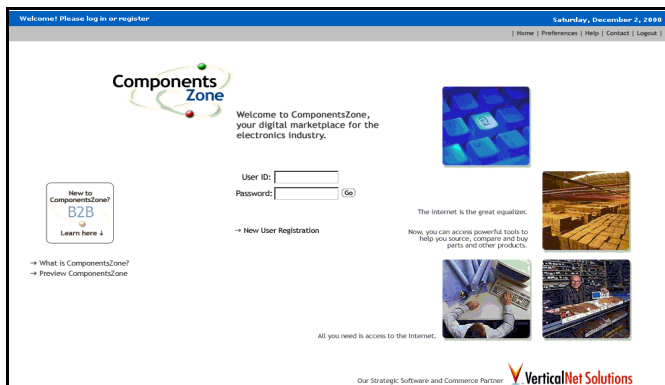 Welcome! Please log in or register
Saturday, December 2, 2000
| Home | Preferences | Help | Contact | Logout |
Components
Zone
Welcome to ComponentsZone,
your digital marketplace for the
electronics industry.
User ID:
Password:
Go
→ New User Registration
New to
ComponentsZone?
B2B
Learn here ↓
→ What is ComponentsZone?
→ Preview ComponentsZone
The Internet is the great equalizer.
Now, you can access powerful tools to
help you source, compare and buy
parts and other products.
All you need is access to the Internet.
Our Strategic Software and Commerce Partner
VerticalNet Solutions